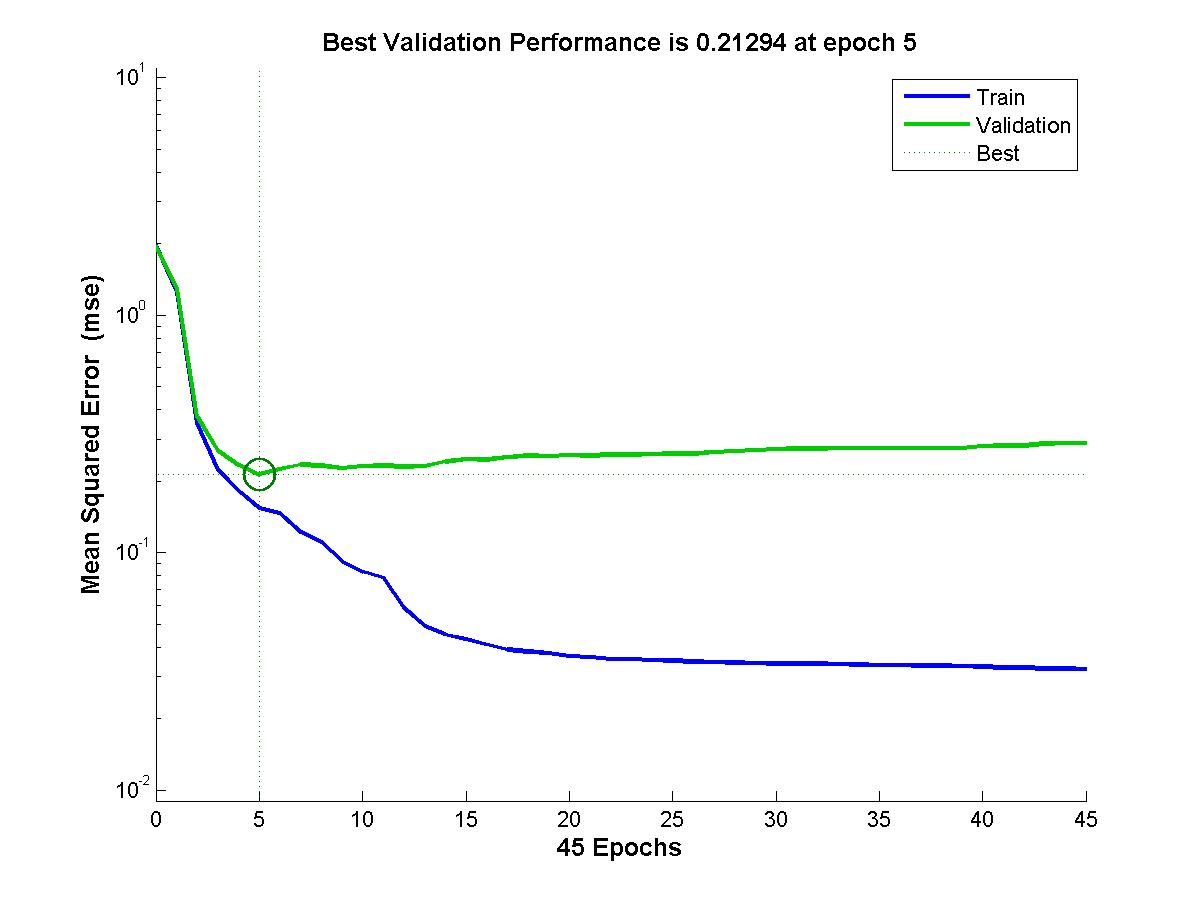 Best Validation Performance is 0.21294 at epoch 5
Train
Validation
Best
Mean Squared Error (mse)
10^1
10^0
10^-1
10^-2
0 5 10 15 20 25 30 35 40 45
45 Epochs